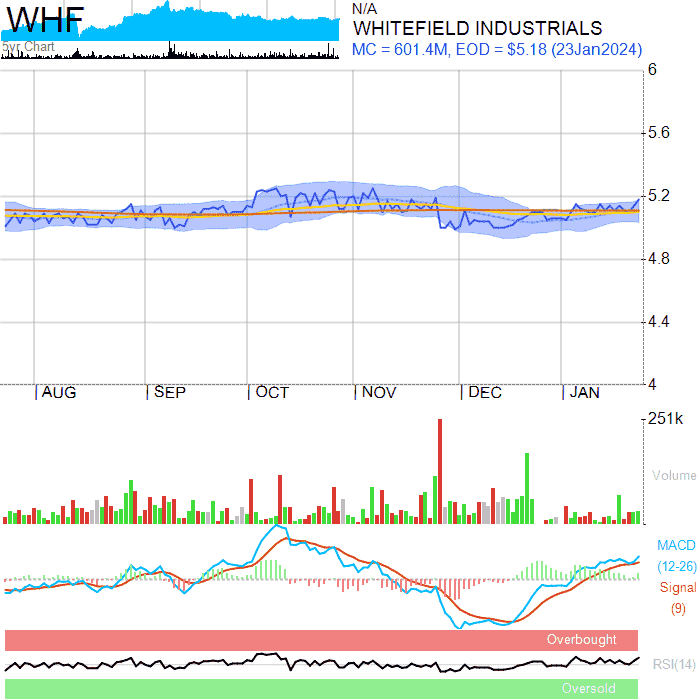 WHF
5yr Chart
N/A
WHITEFIELD INDUSTRIALS
MC = 601.4M, EOD = $5.18 (23Jan2024)
6
5.6
5.2
4.8
4.4
4
AUG SEP OCT NOV DEC JAN
251k
Volume
MACD
(12-26)
Signal
(9)
Overbought
RSI(14)
Oversold